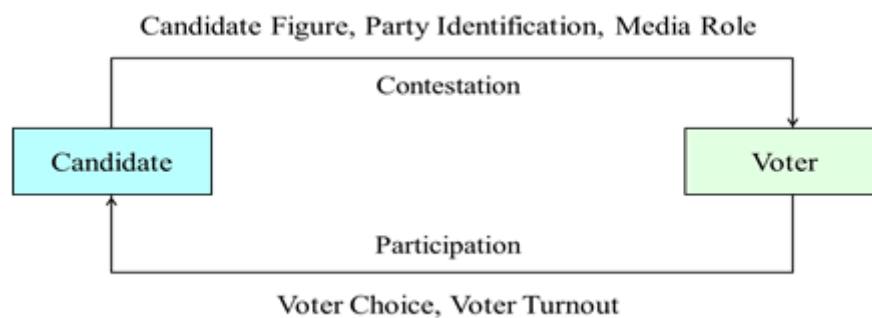 Candidate Figure, Party Identification, Media Role
Contestation
Candidate
Voter
Participation
Voter Choice, Voter Turnout